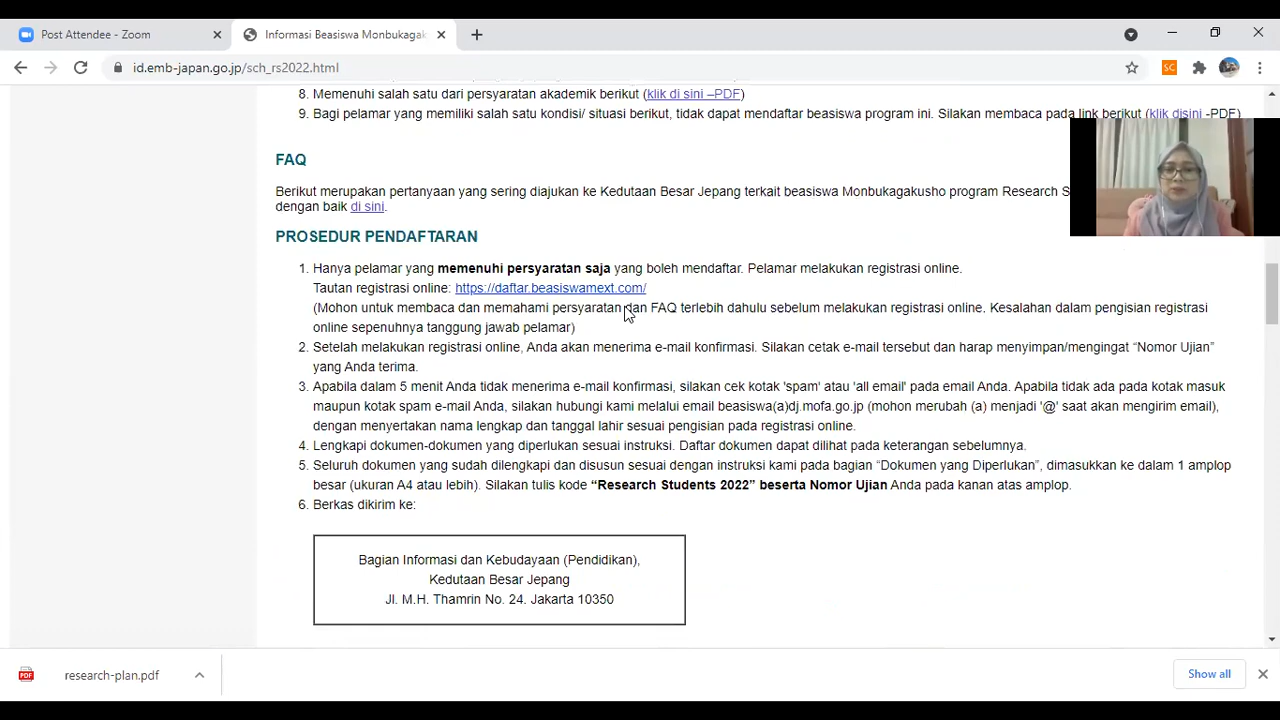 Post Attendee - Zoom
Informasi Beasiswa Monbukagak
id.emb-japan.go.jp/sch_rs2022.html
SC
8. Memenuhi salah satu dari persyaratan akademik berikut (klik di sini –PDF)
9. Bagi pelamar yang memiliki salah satu kondisi/ situasi berikut, tidak dapat mendaftar beasiswa program ini. Silakan membaca pada link berikut (klik disini -PDF)
FAQ
Berikut merupakan pertanyaan yang sering diajukan ke Kedutaan Besar Jepang terkait beasiswa Monbukagakusho program Research S
dengan baik di sini.
PROSEDUR PENDAFTARAN
1. Hanya pelamar yang memenuhi persyaratan saja yang boleh mendaftar. Pelamar melakukan registrasi online.
Tautan registrasi online: https://daftar.beasiswamext.com/
(Mohon untuk membaca dan memahami persyaratan dan FAQ terlebih dahulu sebelum melakukan registrasi online. Kesalahan dalam pengisian registrasi
online sepenuhnya tanggung jawab pelamar)
2. Setelah melakukan registrasi online, Anda akan menerima e-mail konfirmasi. Silakan cetak e-mail tersebut dan harap menyimpan/mengingat “Nomor Ujian”
yang Anda terima.
3. Apabila dalam 5 menit Anda tidak menerima e-mail konfirmasi, silakan cek kotak 'spam' atau 'all email' pada email Anda. Apabila tidak ada pada kotak masuk
maupun kotak spam e-mail Anda, silakan hubungi kami melalui email beasiswa(a)dj.mofa.go.jp (mohon merubah (a) menjadi '@' saat akan mengirim email),
dengan menyertakan nama lengkap dan tanggal lahir sesuai pengisian pada registrasi online.
4. Lengkapi dokumen-dokumen yang diperlukan sesuai instruksi. Daftar dokumen dapat dilihat pada keterangan sebelumnya.
5. Seluruh dokumen yang sudah dilengkapi dan disusun sesuai dengan instruksi kami pada bagian “Dokumen yang Diperlukan”, dimasukkan ke dalam 1 amplop
besar (ukuran A4 atau lebih). Silakan tulis kode “Research Students 2022” beserta Nomor Ujian Anda pada kanan atas amplop.
6. Berkas dikirim ke:
Bagian Informasi dan Kebudayaan (Pendidikan),
Kedutaan Besar Jepang
Jl. M.H. Thamrin No. 24. Jakarta 10350
PDF
research-plan.pdf
Show all